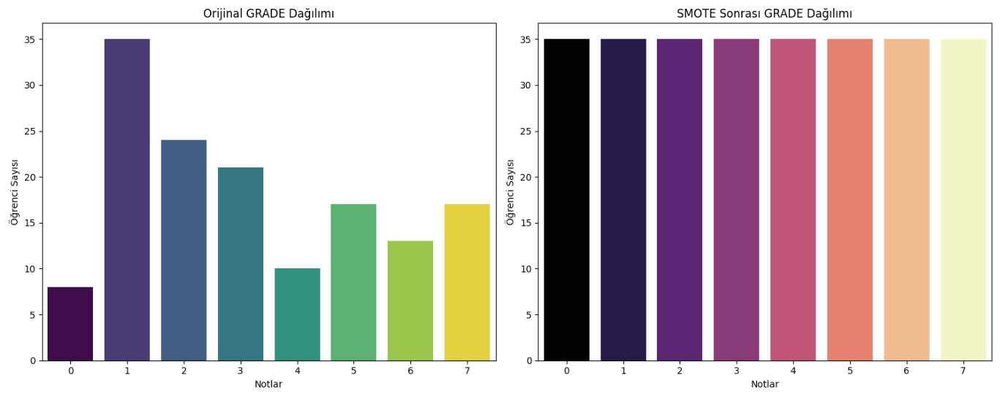 Orijinal GRADE Dağılımı
Öğrenci Sayısı
35
30
25
20
15
10
5
0
0 1 2 3 4 5 6 7
Notlar
SMOTE Sonrası GRADE Dağılımı
Öğrenci Sayısı
35
30
25
20
15
10
5
0
0 1 2 3 4 5 6 7
Notlar